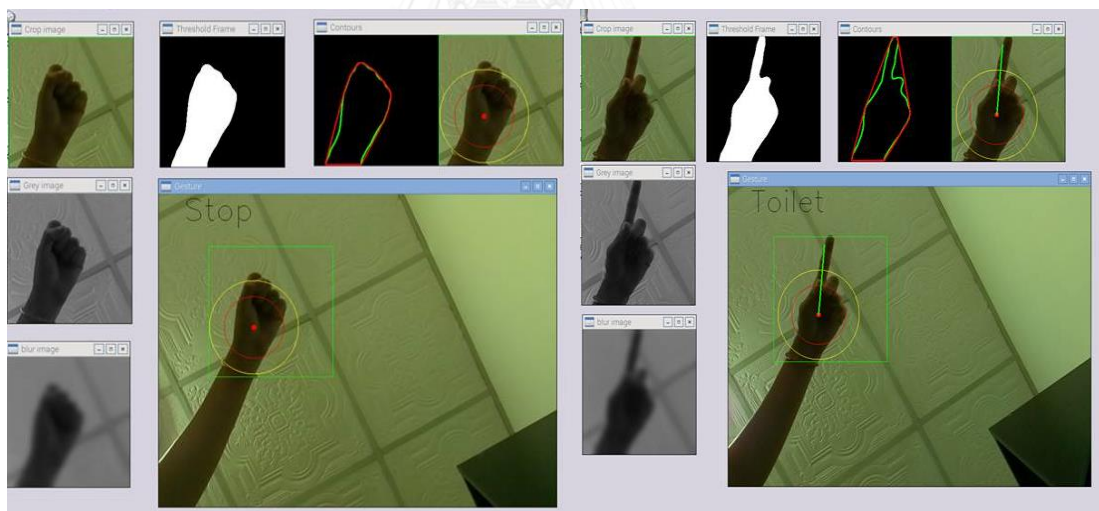 Crop image
Threshold Frame
Contours
Grey image
Gesture
Stop
blur image
Crop image
Threshold Frame
Contours
Grey image
Gesture
Toilet
blur image